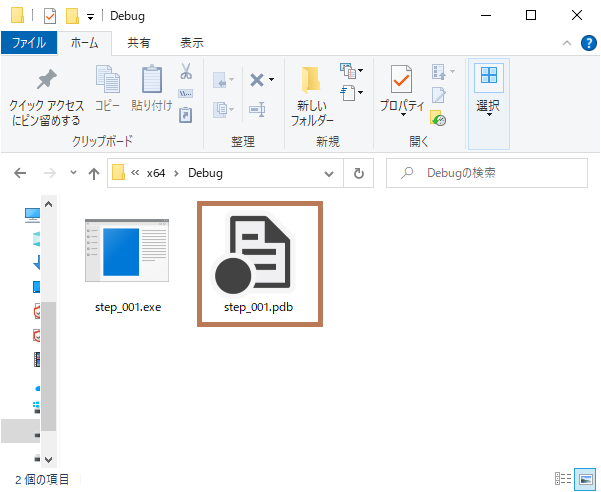 Debug
ファイル ホーム 共有 表示
クイック アクセス
にピン留めする
コピー
貼り付け
新しい
フォルダー
プロパティ
選択
クリップボード 整理 新規 開く
x64 Debug
Debugの検索
step_001.exe
step_001.pdb
2 個の項目